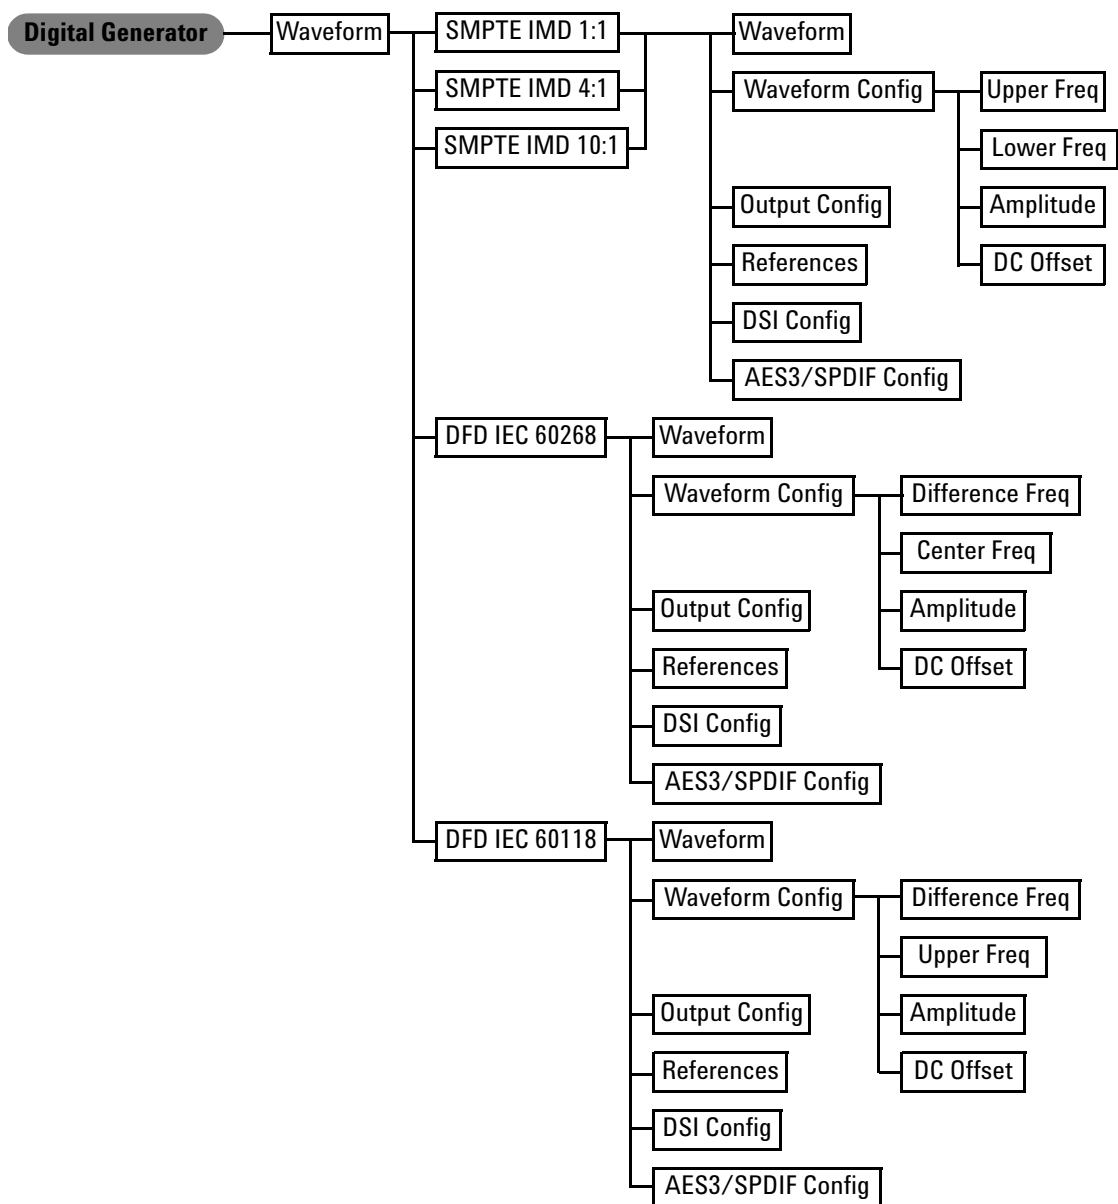 Digital Generator
Waveform
SMPTE IMD 1:1
SMPTE IMD 4:1
SMPTE IMD 10:1
Waveform
Waveform Config
Upper Freq
Lower Freq
Amplitude
DC Offset
Output Config
References
DSI Config
AES3/SPDIF Config
DFD IEC 60268
Waveform
Waveform Config
Difference Freq
Center Freq
Amplitude
DC Offset
Output Config
References
DSI Config
AES3/SPDIF Config
DFD IEC 60118
Waveform
Waveform Config
Difference Freq
Upper Freq
Amplitude
DC Offset
Output Config
References
DSI Config
AES3/SPDIF Config